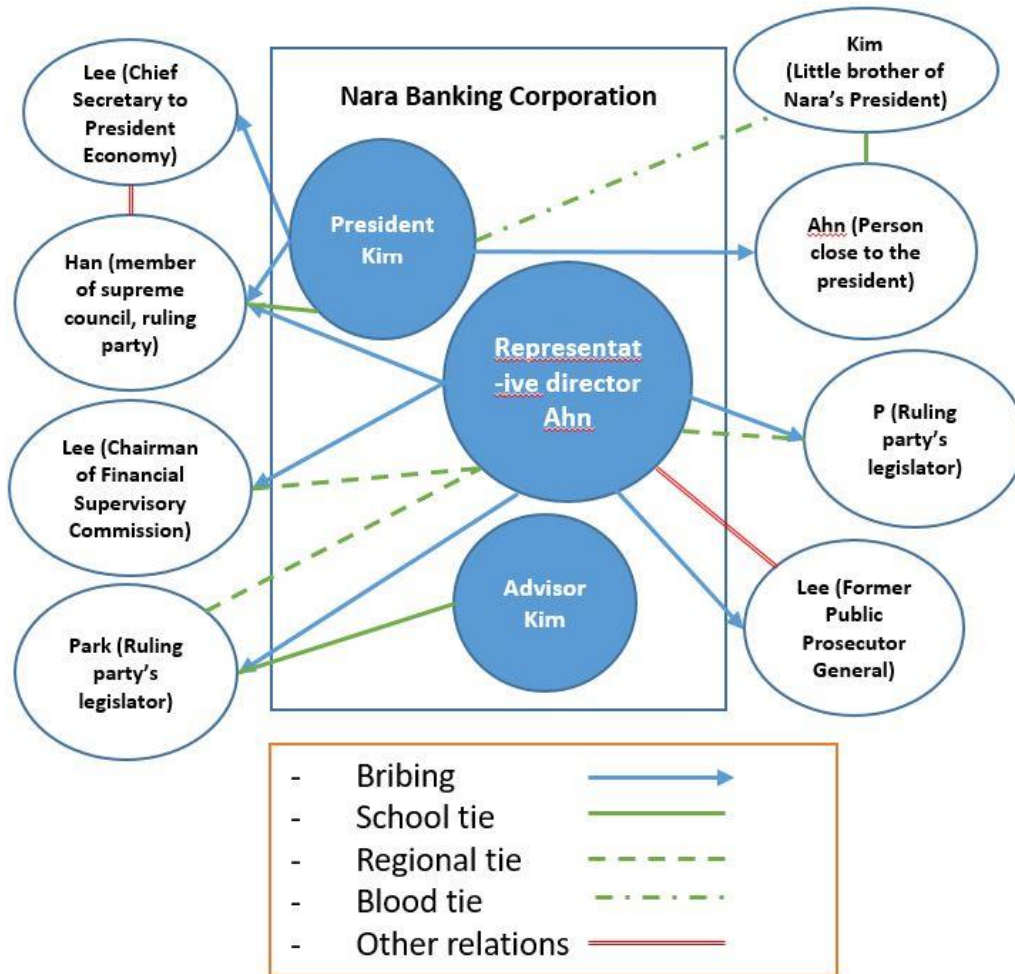 Lee (Chief
Secretary to
President
Economy)
Han (member
of supreme
council, ruling
party)
Lee (Chairman
of Financial
Supervisory
Commission)
Park (Ruling
party's
legislator)
Nara Banking Corporation
President
Kim
Representat
-ive director
Ahn
Advisor
Kim
Kim
(Little brother of
Nara's President)
Ahn (Person
close to the
president)
P (Ruling
party's
legislator)
Lee (Former
Public
Prosecutor
General)
- Bribing
- School tie
- Regional tie
- Blood tie
- Other relations